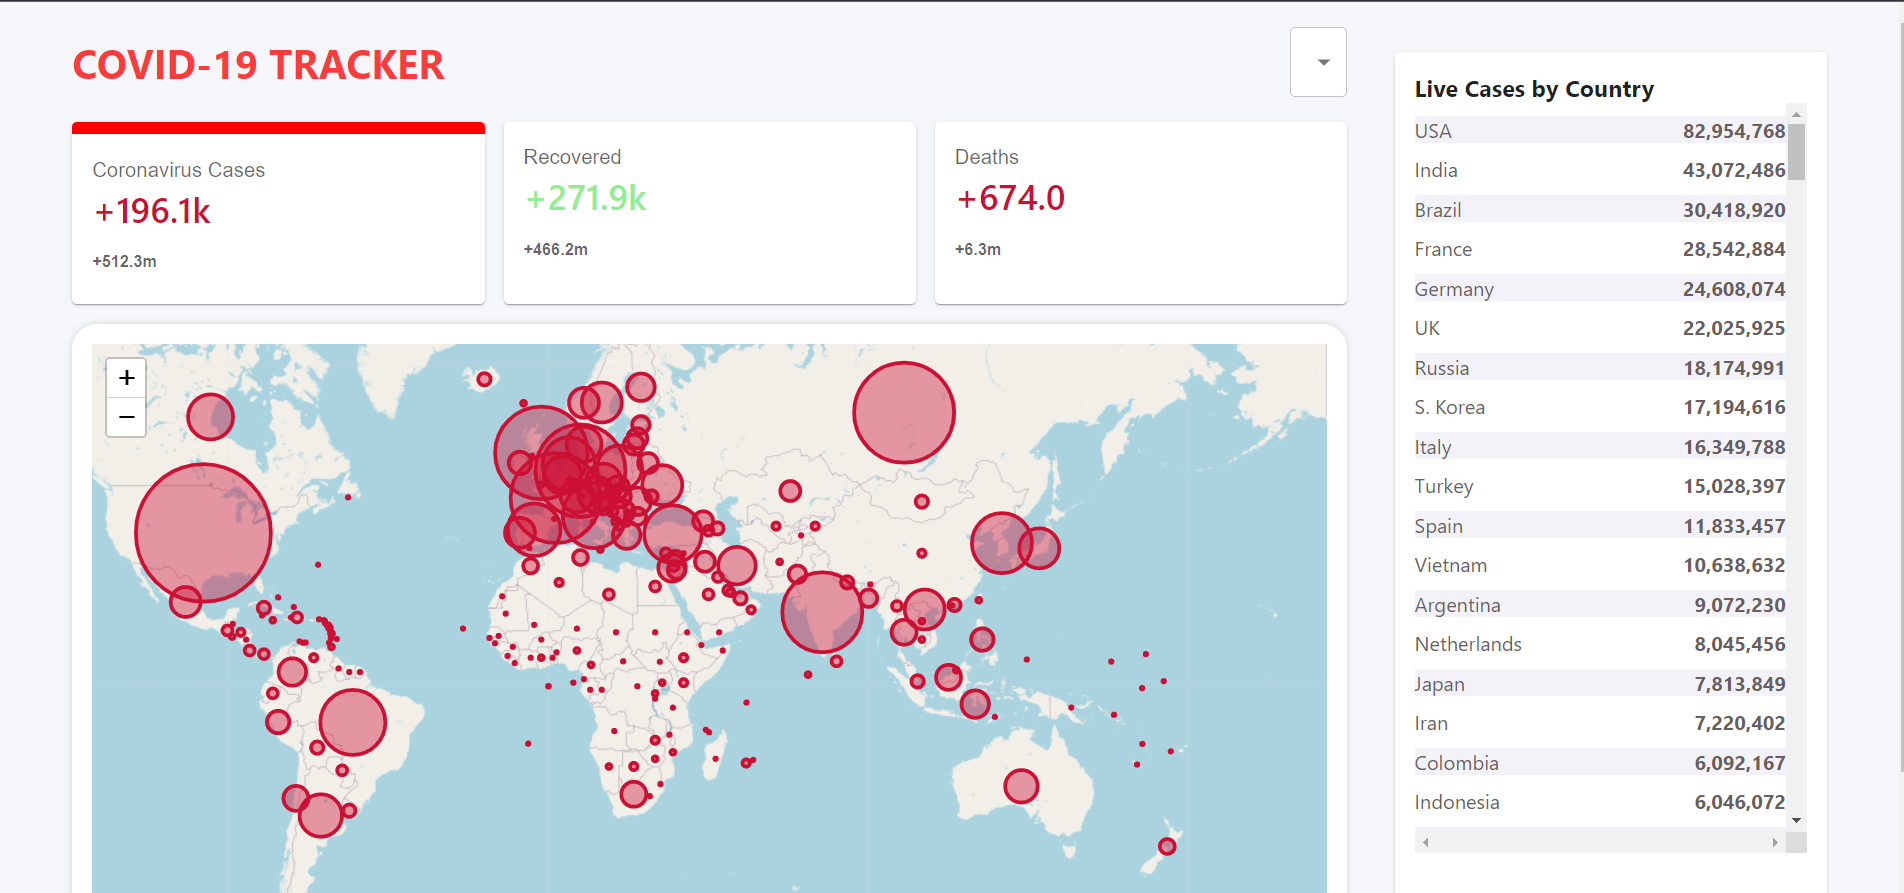 COVID-19 TRACKER
Coronavirus Cases
+196.1k
+512.3m
Recovered
+271.9k
+466.2m
Deaths
+674.0
+6.3m
+
−
Live Cases by Country
USA 82,954,768
India 43,072,486
Brazil 30,418,920
France 28,542,884
Germany 24,608,074
UK 22,025,925
Russia 18,174,991
S. Korea 17,194,616
Italy 16,349,788
Turkey 15,028,397
Spain 11,833,457
Vietnam 10,638,632
Argentina 9,072,230
Netherlands 8,045,456
Japan 7,813,849
Iran 7,220,402
Colombia 6,092,167
Indonesia 6,046,072